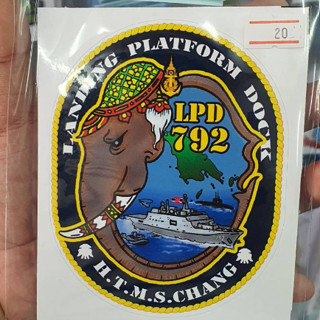 20
LANDING PLATFORM DOCK
LPD
792
H.T.M.S.CHANG